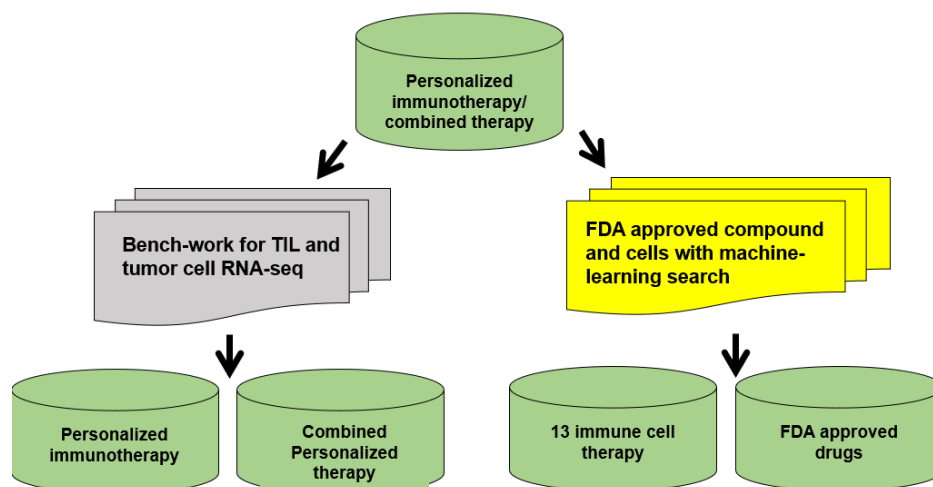 Personalized
immunotherapy/
combined therapy
Bench-work for TIL and
tumor cell RNA-seq
FDA approved compound
and cells with machine-
learning search
Personalized
immunotherapy
Combined
Personalized
therapy
13 immune cell
therapy
FDA approved
drugs